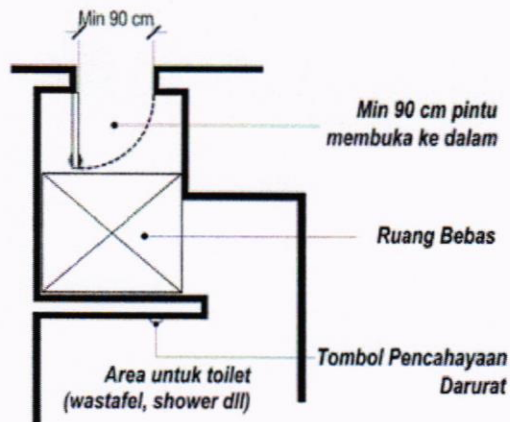 Min 90 cm
Min 90 cm pintu
membuka ke dalam
Ruang Bebas
Tombol Pencahayaan
Darurat
Area untuk toilet
(wastafel, shower dll)